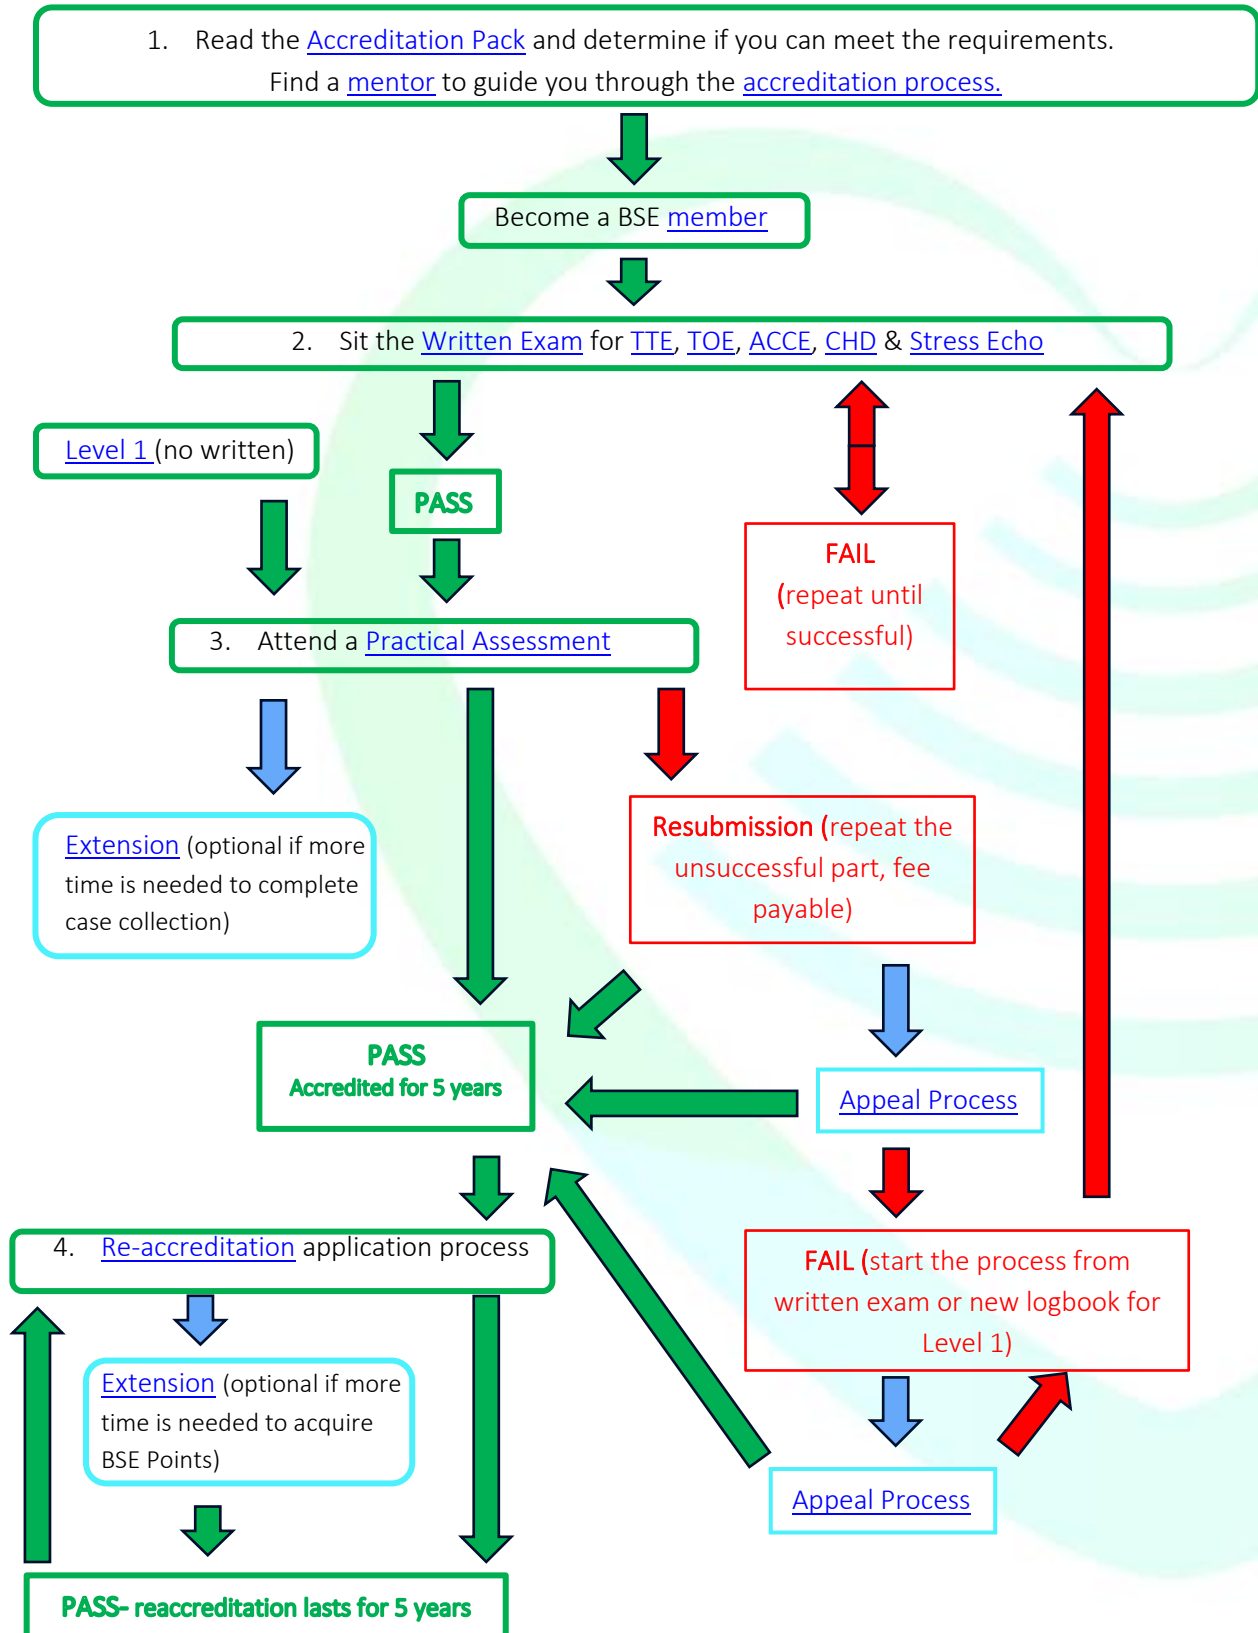 1. Read the Accreditation Pack and determine if you can meet the requirements.
Find a mentor to guide you through the accreditation process.
Become a BSE member
2. Sit the Written Exam for TTE, TOE, ACCE, CHD & Stress Echo
Level 1 (no written)
PASS
FAIL
(repeat until
successful)
3. Attend a Practical Assessment
Extension (optional if more
time is needed to complete
case collection)
Resubmission (repeat the
unsuccessful part, fee
payable)
PASS
Accredited for 5 years
Appeal Process
4. Re-accreditation application process
FAIL (start the process from
written exam or new logbook for
Level 1)
Extension (optional if more
time is needed to acquire
BSE Points)
Appeal Process
PASS- reaccreditation lasts for 5 years